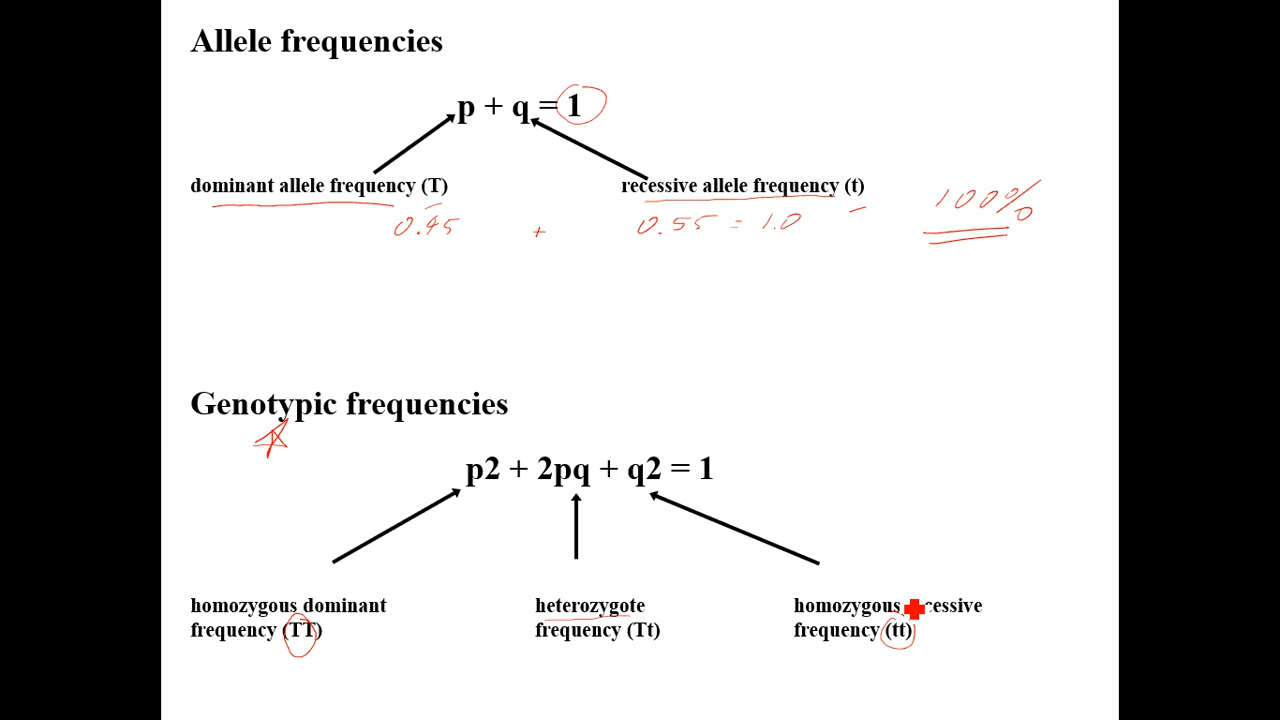 Allele frequencies
p + q = 1
dominant allele frequency (T)
recessive allele frequency (t)
100%
0.45 + 0.55 = 1.0
Genotypic frequencies
p2 + 2pq + q2 = 1
homozygous dominant
frequency (TT)
heterozygote
frequency (Tt)
homozygous cessive
frequency (tt)